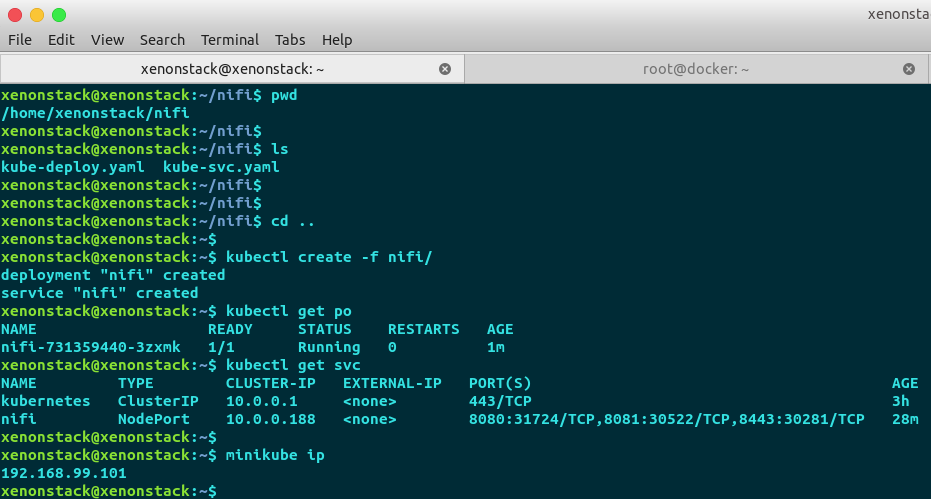 xenonsta
File Edit View Search Terminal Tabs Help
xenonstack@xenonstack: ~ root@docker: ~
xenonstack@xenonstack:~/nifi$ pwd
/home/xenonstack/nifi
xenonstack@xenonstack:~/nifi$
xenonstack@xenonstack:~/nifi$ ls
kube-deploy.yaml  kube-svc.yaml
xenonstack@xenonstack:~/nifi$
xenonstack@xenonstack:~/nifi$
xenonstack@xenonstack:~/nifi$ cd ..
xenonstack@xenonstack:~$
xenonstack@xenonstack:~$ kubectl create -f nifi/
deployment "nifi" created
service "nifi" created
xenonstack@xenonstack:~$ kubectl get po
NAME                   READY     STATUS    RESTARTS   AGE
nifi-731359440-3zxmk   1/1       Running   0          1m
xenonstack@xenonstack:~$ kubectl get svc
NAME         TYPE        CLUSTER-IP   EXTERNAL-IP   PORT(S)                                        AGE
kubernetes   ClusterIP   10.0.0.1     <none>        443/TCP                                        3h
nifi         NodePort    10.0.0.188   <none>        8080:31724/TCP,8081:30522/TCP,8443:30281/TCP   28m
xenonstack@xenonstack:~$
xenonstack@xenonstack:~$ minikube ip
192.168.99.101
xenonstack@xenonstack:~$